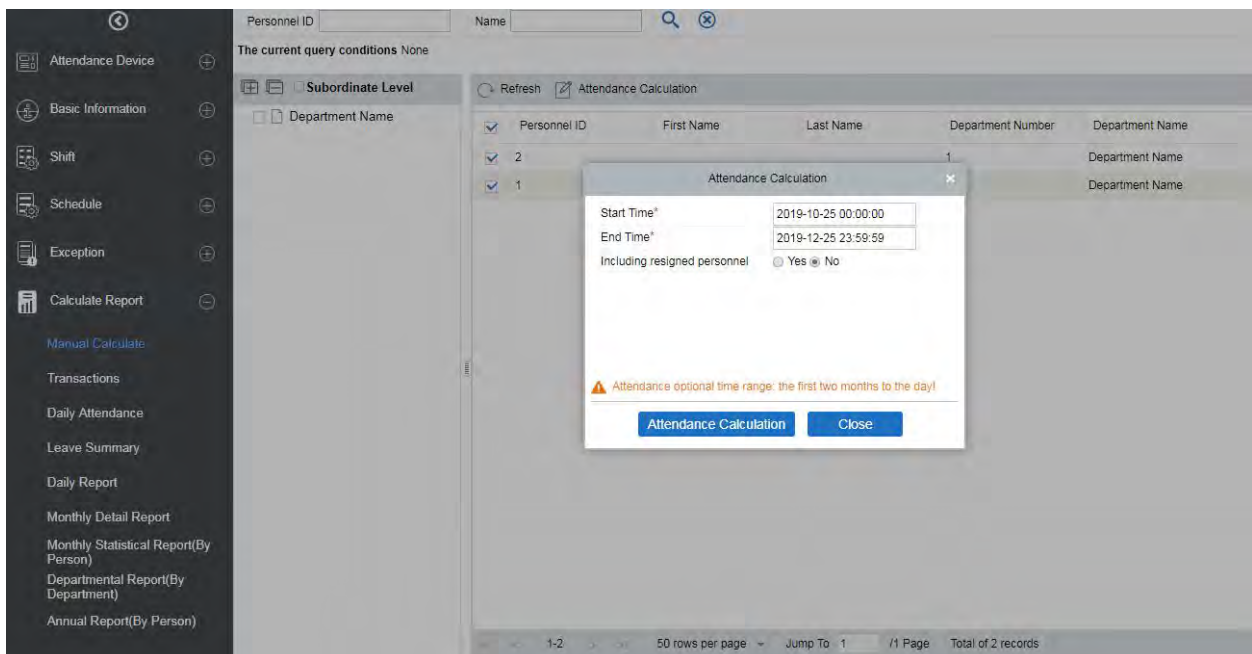 Personnel ID Name
The current query conditions None
Attendance Device
Basic Information
Shift
Schedule
Exception
Calculate Report
Manual Calculate
Transactions
Daily Attendance
Leave Summary
Daily Report
Monthly Detail Report
Monthly Statistical Report(By
Person)
Departmental Report(By
Department)
Annual Report(By Person)
Subordinate Level
Department Name
Refresh Attendance Calculation
Personnel ID First Name Last Name Department Number Department Name
2 1 Department Name
1 Department Name
Attendance Calculation
Start Time* 2019-10-25 00:00:00
End Time* 2019-12-25 23:59:59
Including resigned personnel Yes No
Attendance optional time range: the first two months to the day!
Attendance Calculation Close
1-2 50 rows per page Jump To 1 /1 Page Total of 2 records